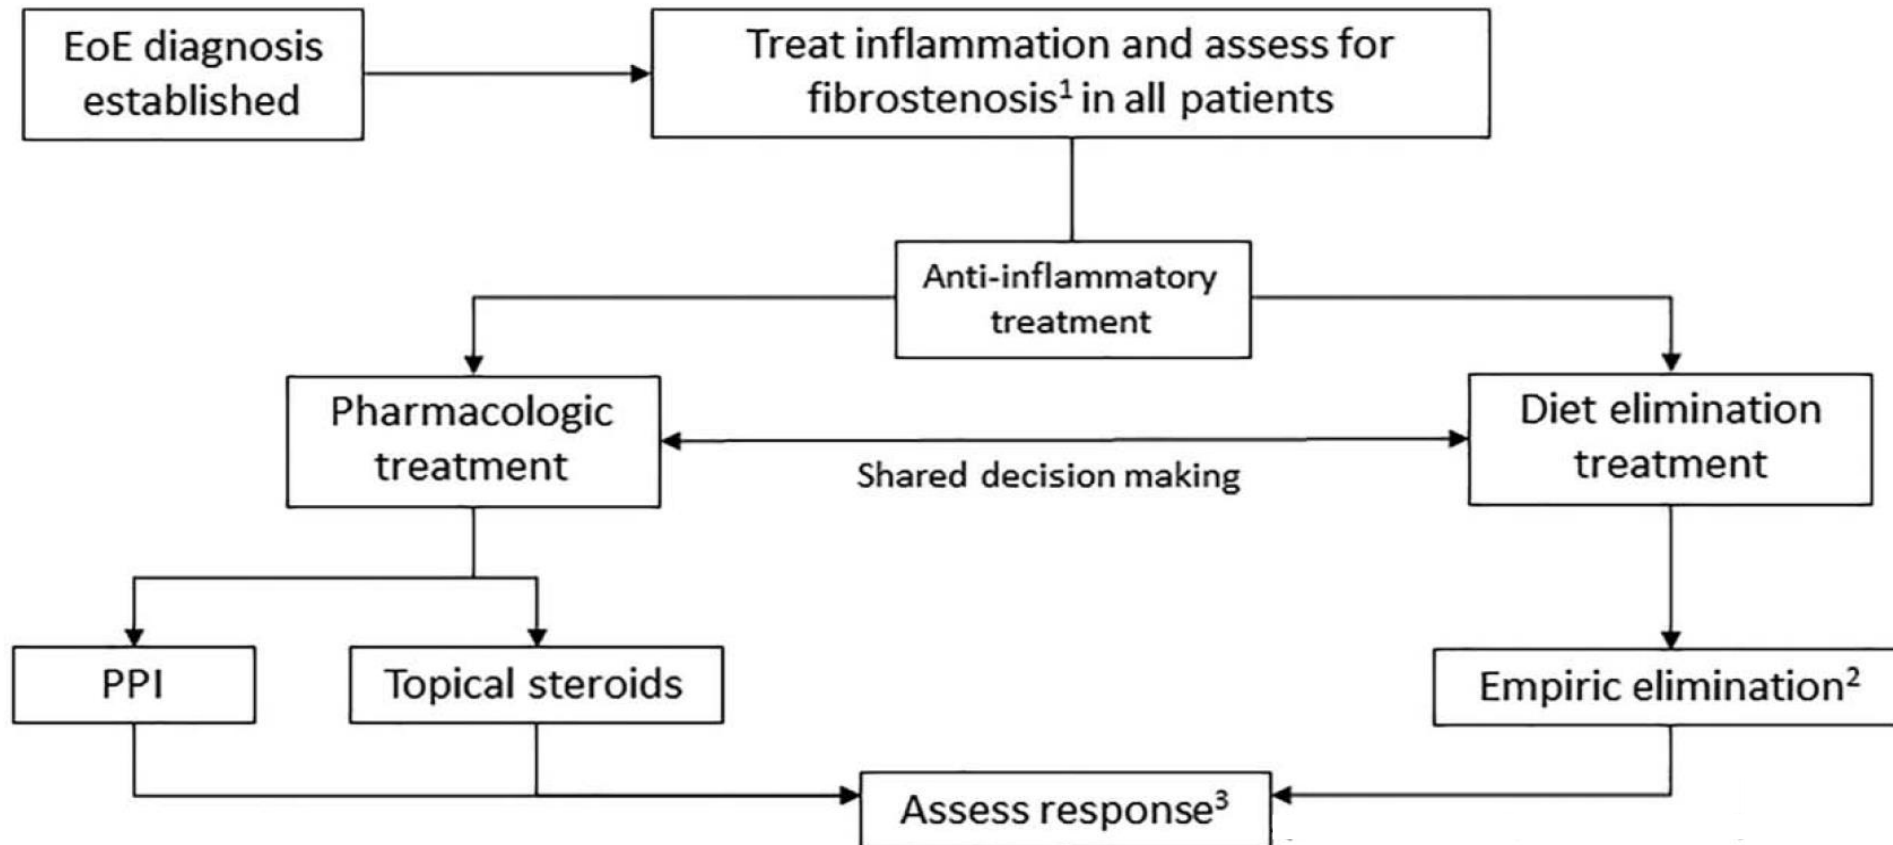 EoE diagnosis
established
Treat inflammation and assess for
fibrostenosis¹ in all patients
Anti-inflammatory
treatment
Pharmacologic
treatment
Shared decision making
Diet elimination
treatment
PPI
Topical steroids
Empiric elimination²
Assess response³